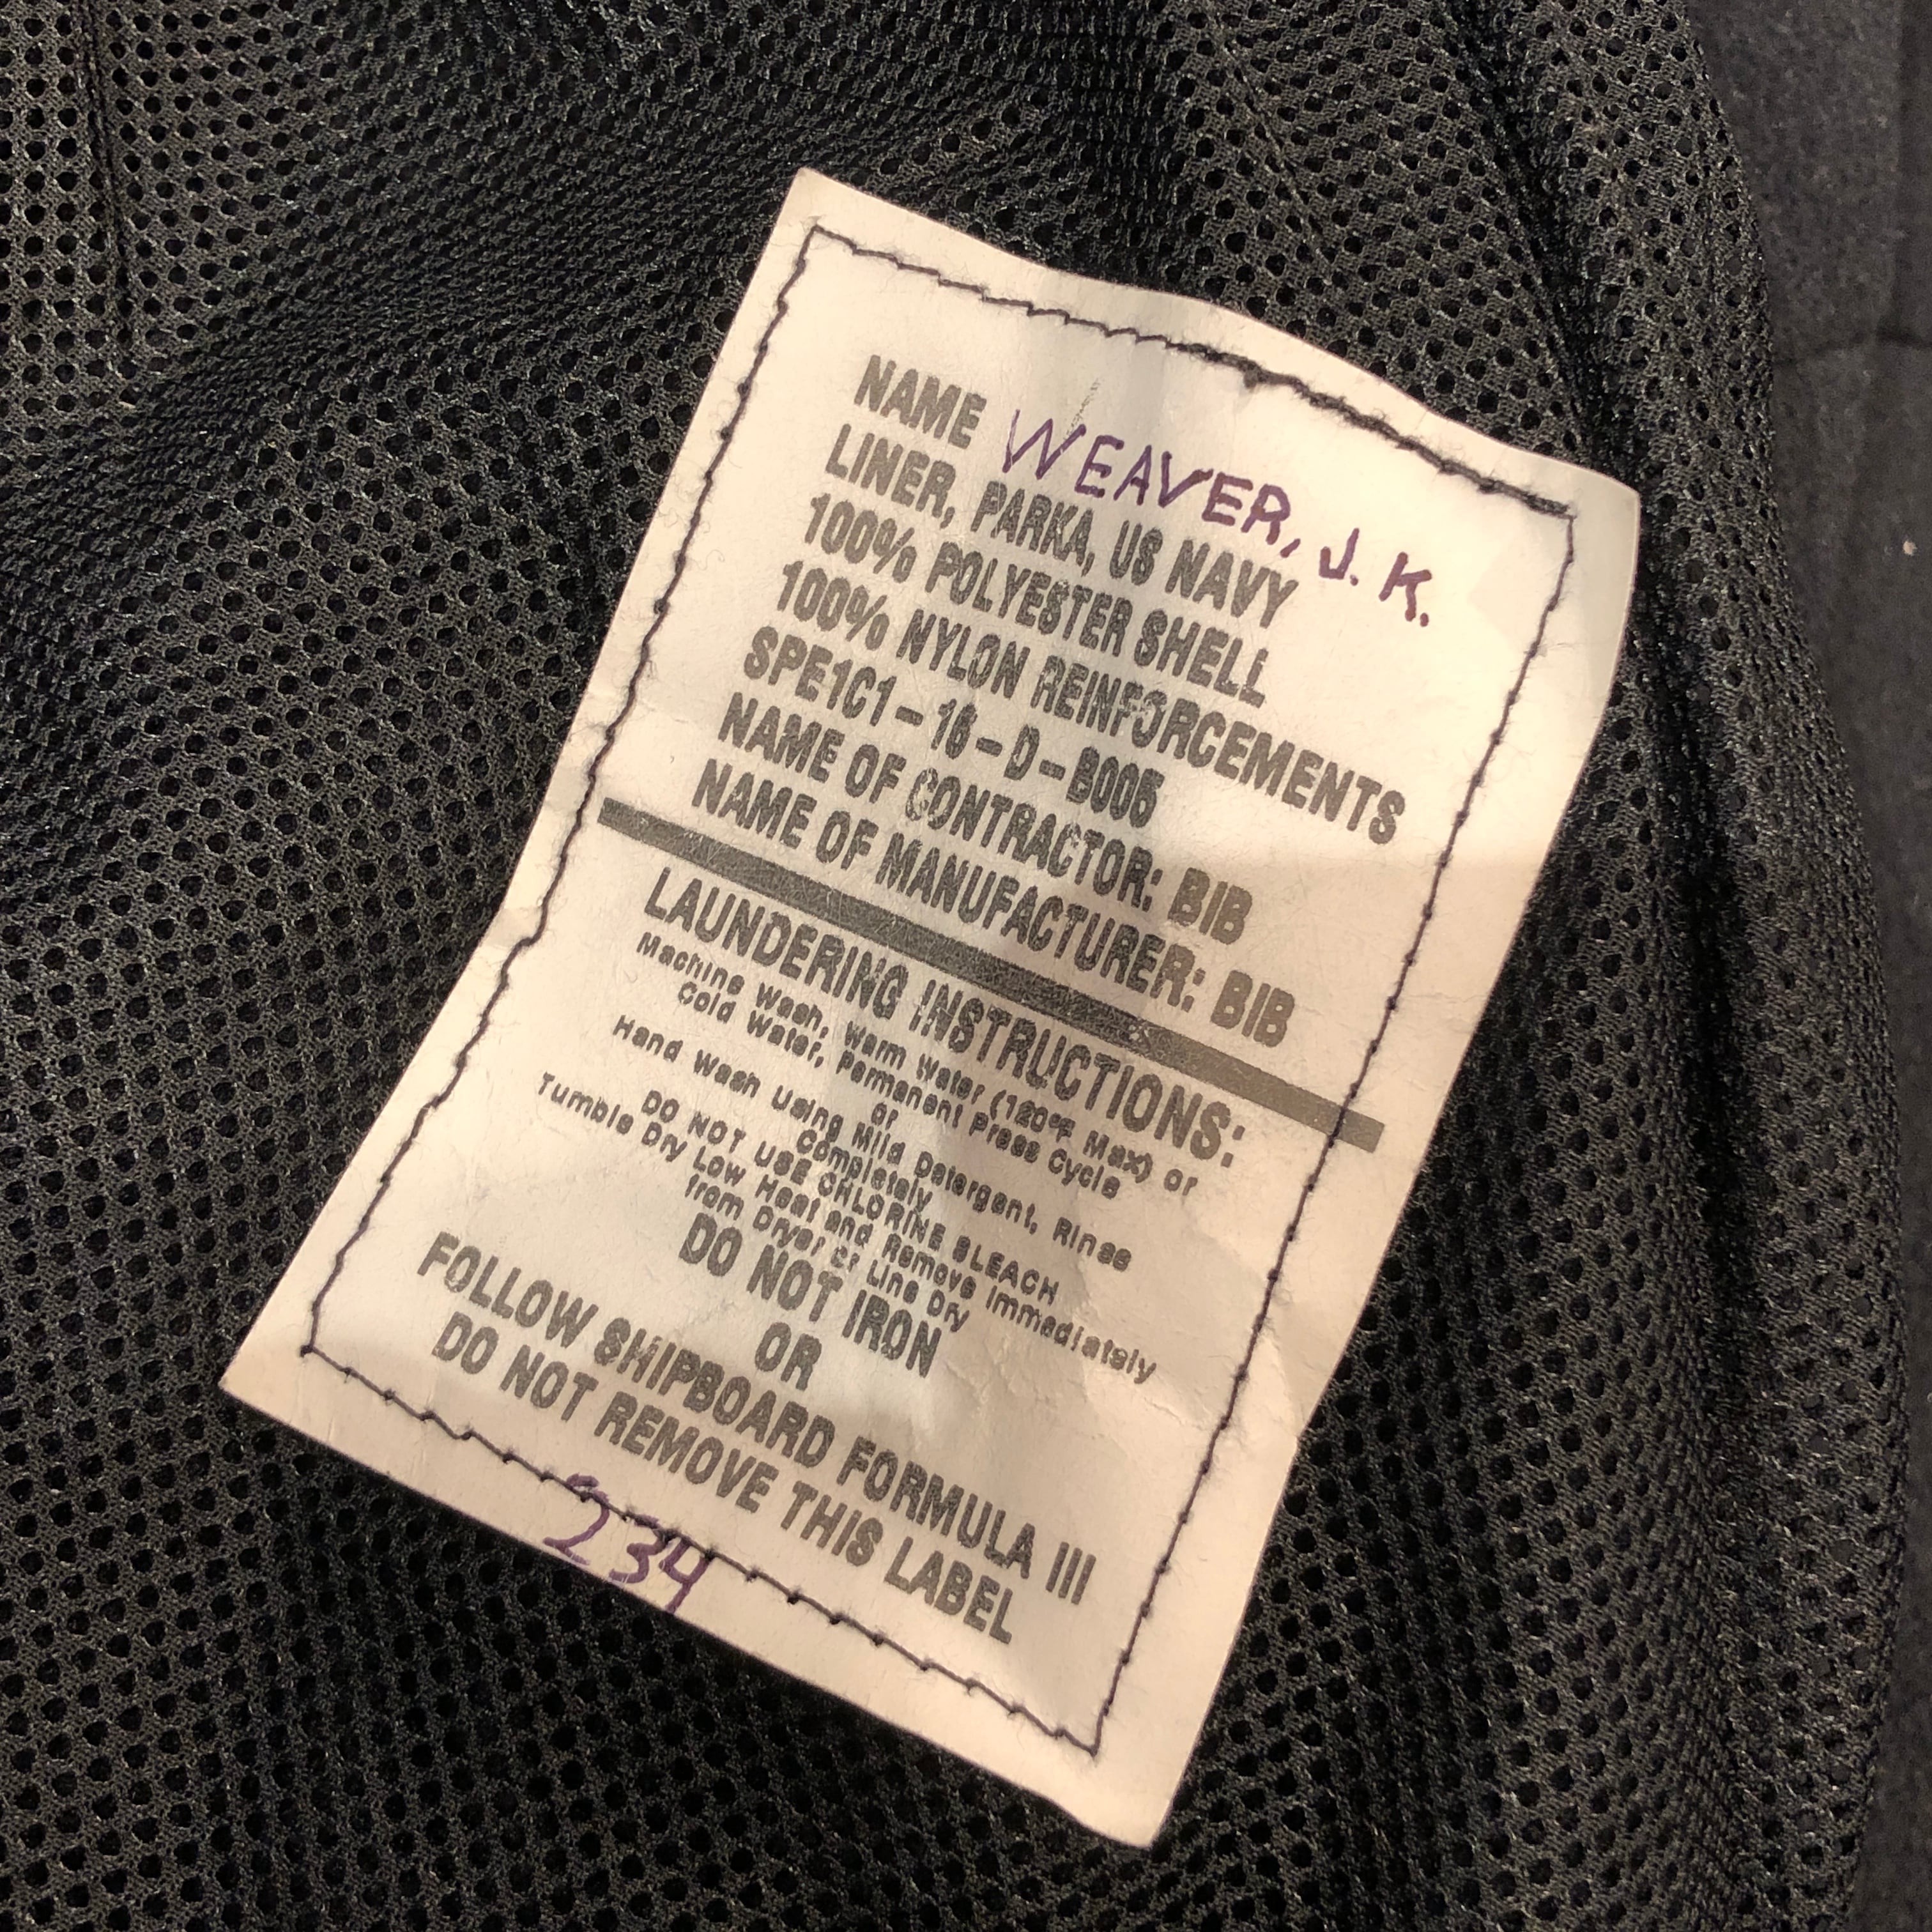 NAME WEAVER, J. K.
LINER, PARKA, US NAVY
100% POLYESTER SHELL
100% NYLON REINFORCEMENTS
SPE1C1-16-D-B005
NAME OF CONTRACTOR: BIB
NAME OF MANUFACTURER: BIB
LAUNDERING INSTRUCTIONS:
Machine Wash, Warm Water (120°F Max) or
Cold Water, Permanent Press Cycle
or
Hand Wash Using Mild Detergent, Rinse
Completely
DO NOT USE CHLORINE BLEACH
Tumble Dry Low Heat and Remove Immediately
from Dryer or Line Dry
DO NOT IRON
OR
FOLLOW SHIPBOARD FORMULA III
DO NOT REMOVE THIS LABEL
234